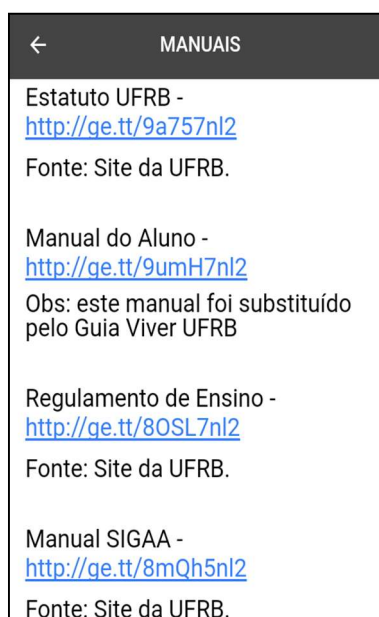 MANUAIS
Estatuto UFRB -
http://ge.tt/9a757nl2
Fonte: Site da UFRB.
Manual do Aluno -
http://ge.tt/9umH7nl2
Obs: este manual foi substituído
pelo Guia Viver UFRB
Regulamento de Ensino -
http://ge.tt/8OSL7nl2
Fonte: Site da UFRB.
Manual SIGAA -
http://ge.tt/8mQh5nl2
Fonte: Site da UFRB.